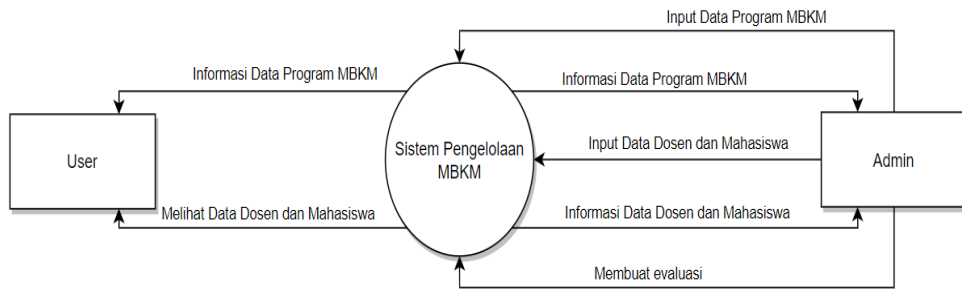 Input Data Program MBKM
Informasi Data Program MBKM
Informasi Data Program MBKM
User
Sistem Pengelolaan
MBKM
Input Data Dosen dan Mahasiswa
Admin
Melihat Data Dosen dan Mahasiswa
Informasi Data Dosen dan Mahasiswa
Membuat evaluasi